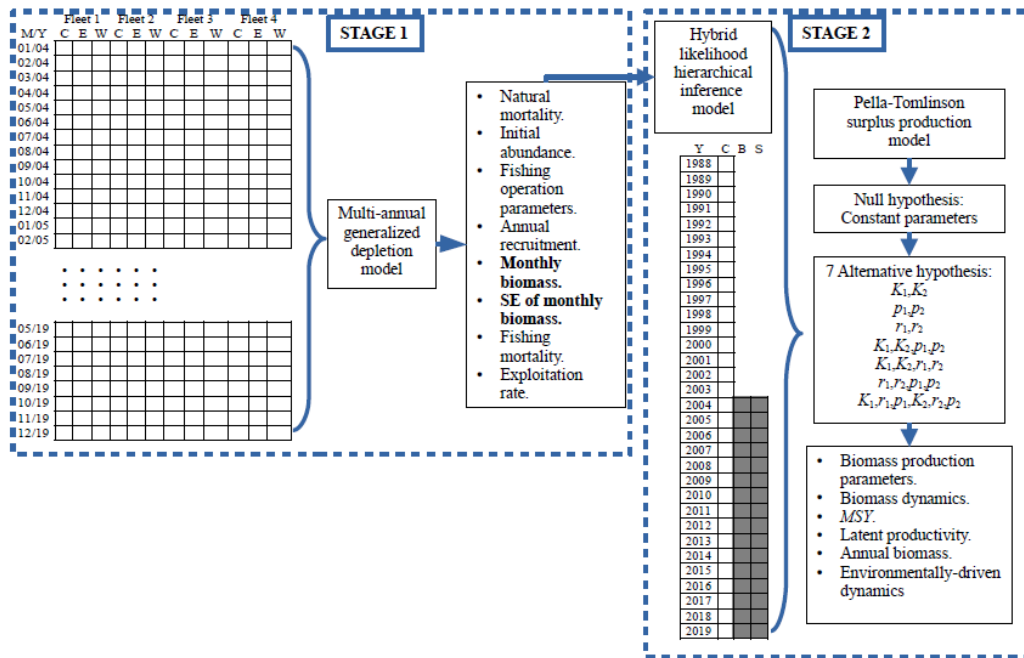 Fleet 1 Fleet 2 Fleet 3 Fleet 4
M/Y C E W C E W C E W C E W
01/04
02/04
03/04
04/04
05/04
06/04
07/04
08/04
09/04
10/04
11/04
12/04
01/05
02/05
05/19
06/19
07/19
08/19
09/19
10/19
11/19
12/19
STAGE 1
Multi-annual
generalized
depletion
model
• Natural
mortality.
• Initial
abundance.
• Fishing
operation
parameters.
• Annual
recruitment.
• Monthly
biomass.
• SE of monthly
biomass.
• Fishing
mortality.
• Exploitation
rate.
Hybrid
likelihood
hierarchical
inference
model
STAGE 2
Y C B S
1988
1989
1990
1991
1992
1993
1994
1995
1996
1997
1998
1999
2000
2001
2002
2003
2004
2005
2006
2007
2008
2009
2010
2011
2012
2013
2014
2015
2016
2017
2018
2019
Pella-Tomlinson
surplus production
model
Null hypothesis:
Constant parameters
7 Alternative hypothesis:
K₁,K₂
p₁,p₂
r₁,r₂
K₁,K₂,p₁,p₂
K₁,K₂,r₁,r₂
r₁,r₂,p₁,p₂
K₁,r₁,p₁,K₂,r₂,p₂
• Biomass production
parameters.
• Biomass dynamics.
• MSY.
• Latent productivity.
• Annual biomass.
• Environmentally-driven
dynamics